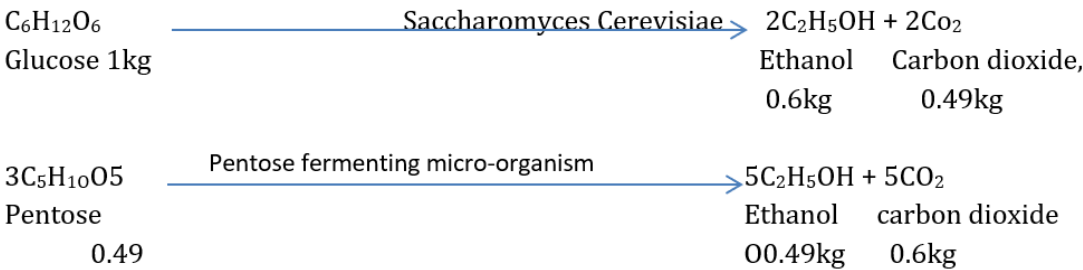 C₆H₁₂O₆ Saccharomyces Cerevisiae 2C₂H₅OH + 2Co₂
Glucose 1kg Ethanol Carbon dioxide,
0.6kg 0.49kg
3C₅H₁₀O5 Pentose fermenting micro-organism 5C₂H₅OH + 5CO₂
Pentose Ethanol carbon dioxide
0.49 O0.49kg 0.6kg